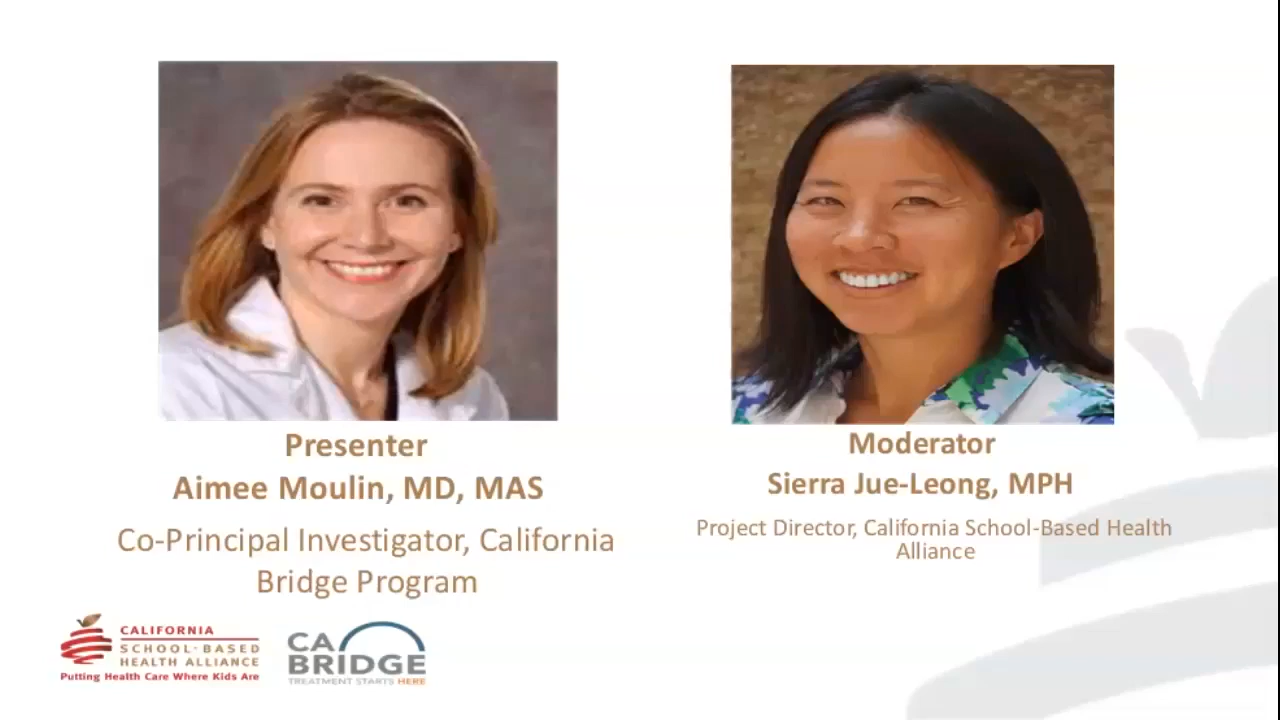 Presenter
Aimee Moulin, MD, MAS
Co-Principal Investigator, California
Bridge Program
Moderator
Sierra Jue-Leong, MPH
Project Director, California School-Based Health
Alliance
CALIFORNIA
SCHOOL-BASED
HEALTH ALLIANCE
Putting Health Care Where Kids Are
CA
BRIDGE
TREATMENT STARTS HERE